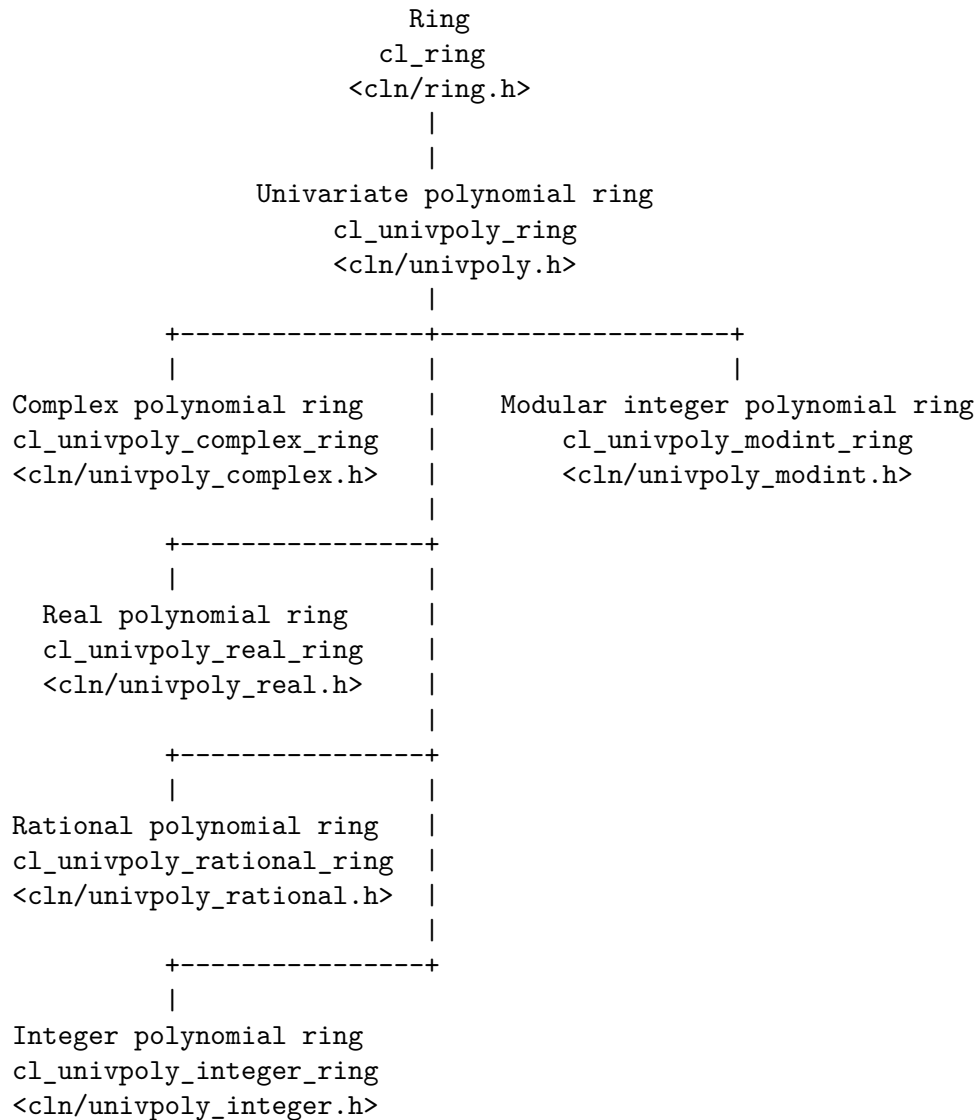 Ring
cl_ring
<cln/ring.h>
Univariate polynomial ring
cl_univpoly_ring
<cln/univpoly.h>
Complex polynomial ring
cl_univpoly_complex_ring
<cln/univpoly_complex.h>
Modular integer polynomial ring
cl_univpoly_modint_ring
<cln/univpoly_modint.h>
Real polynomial ring
cl_univpoly_real_ring
<cln/univpoly_real.h>
Rational polynomial ring
cl_univpoly_rational_ring
<cln/univpoly_rational.h>
Integer polynomial ring
cl_univpoly_integer_ring
<cln/univpoly_integer.h>